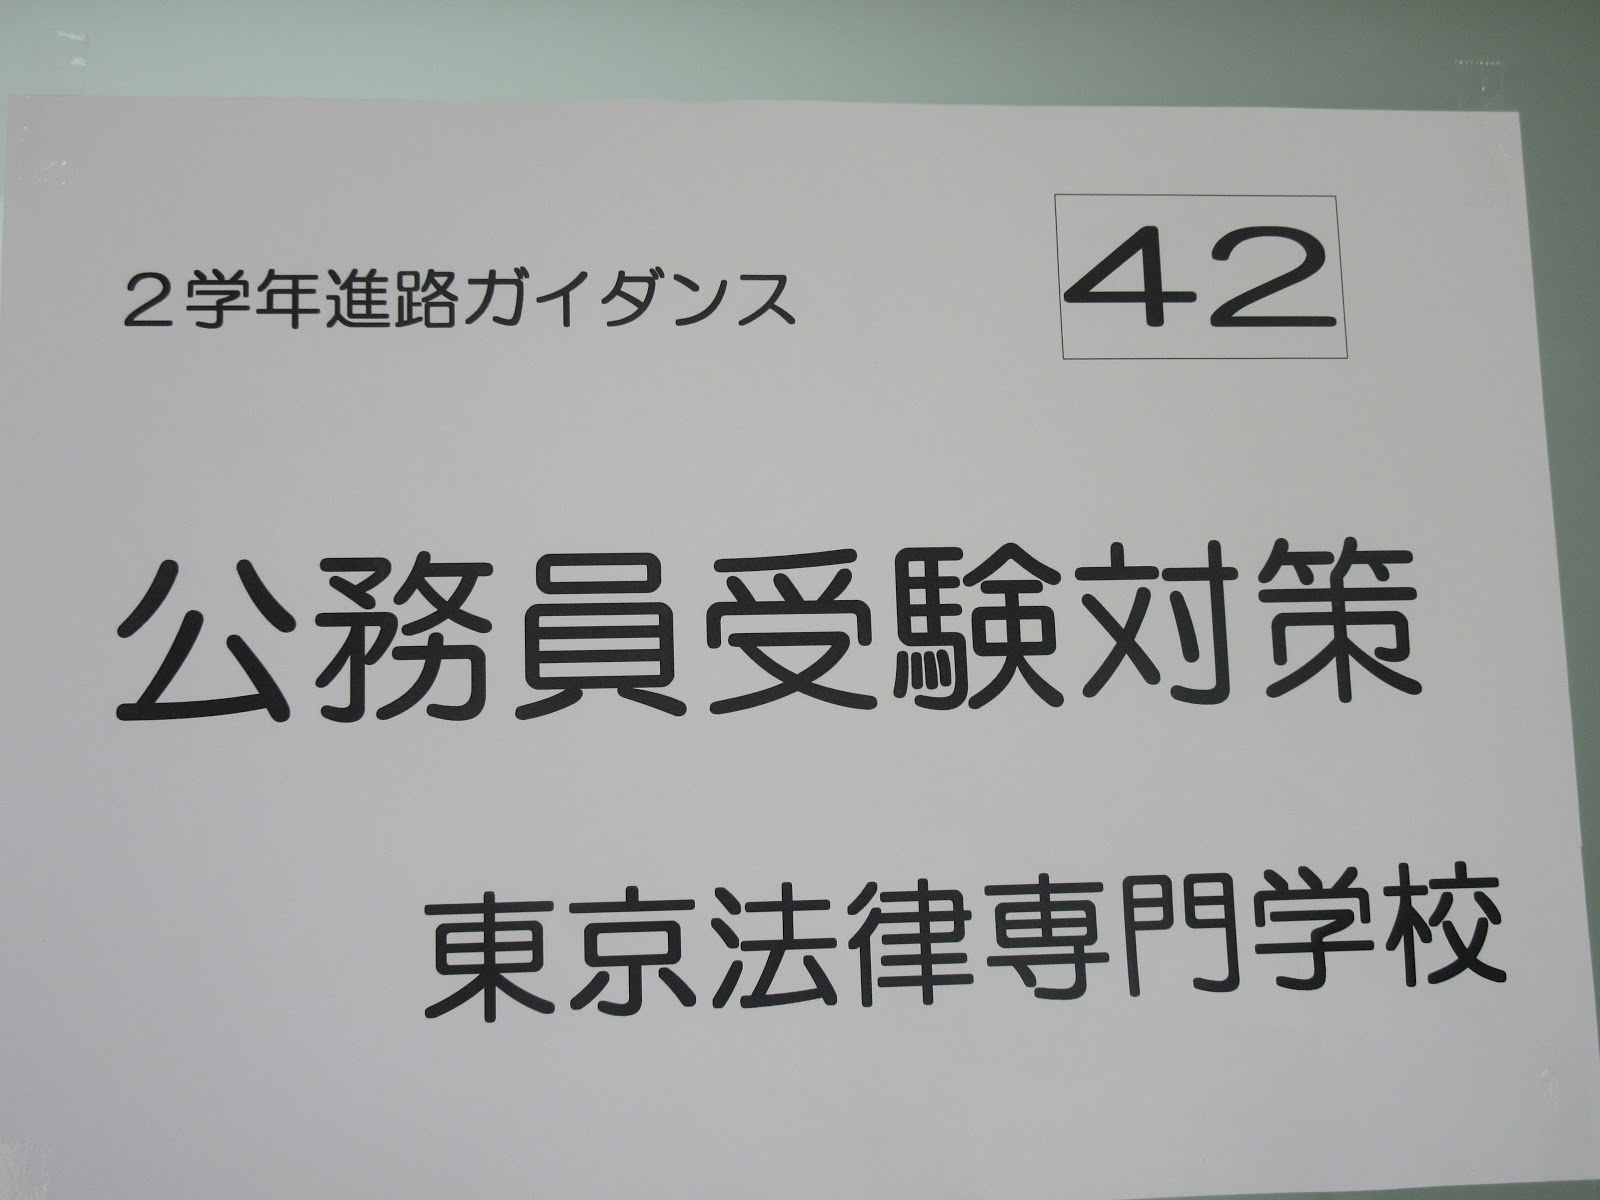 ２学年進路ガイダンス
42
公務員受験対策
東京法律専門学校